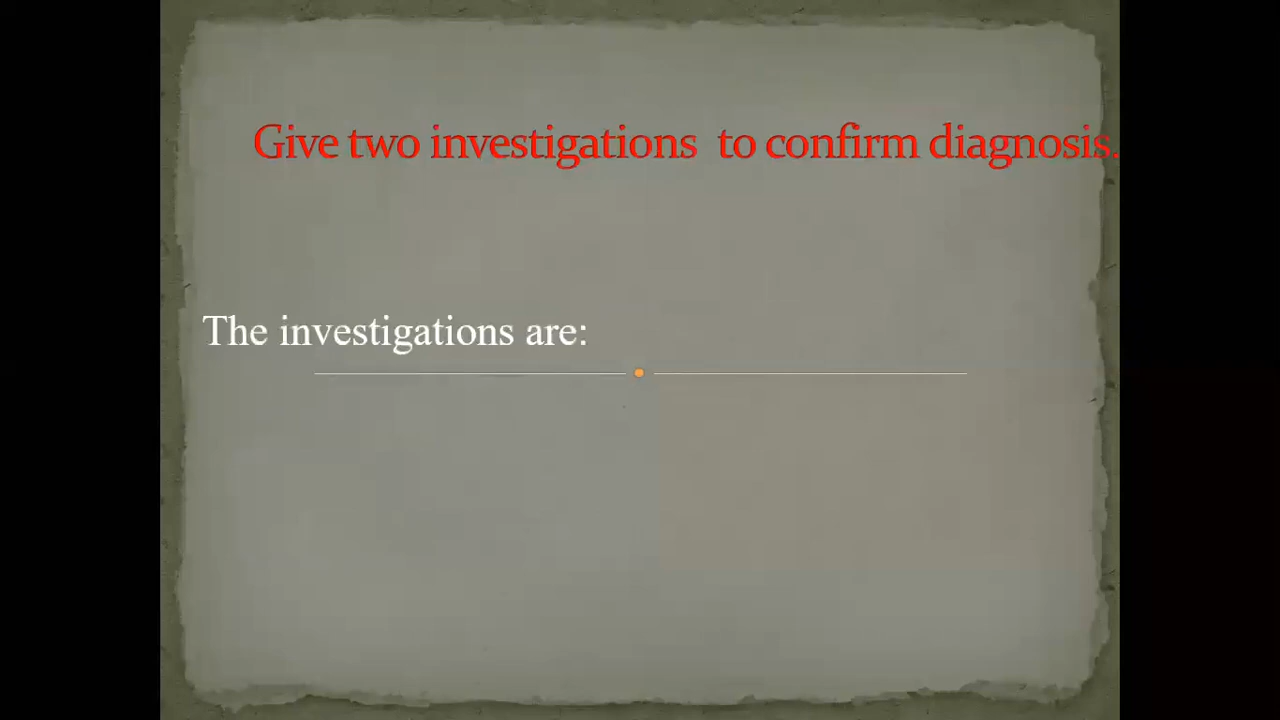 Give two investigations to confirm diagnosis.
The investigations are: